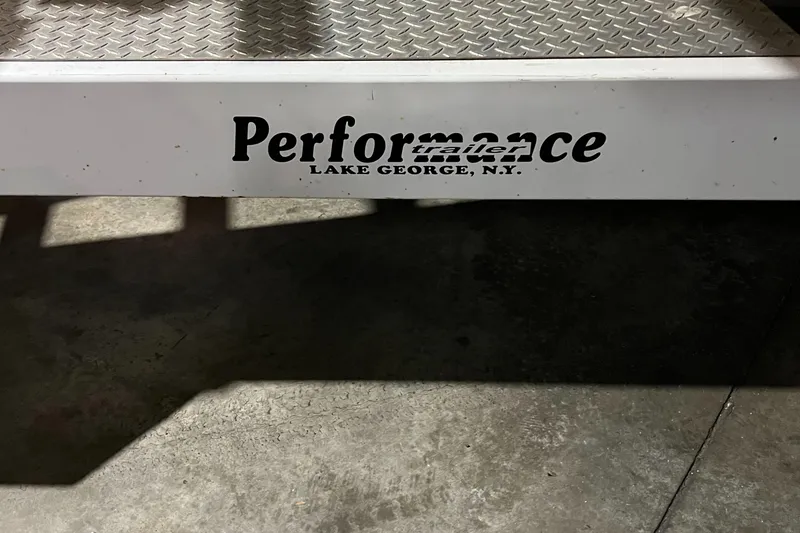 Performance
trailer
LAKE GEORGE, N.Y.